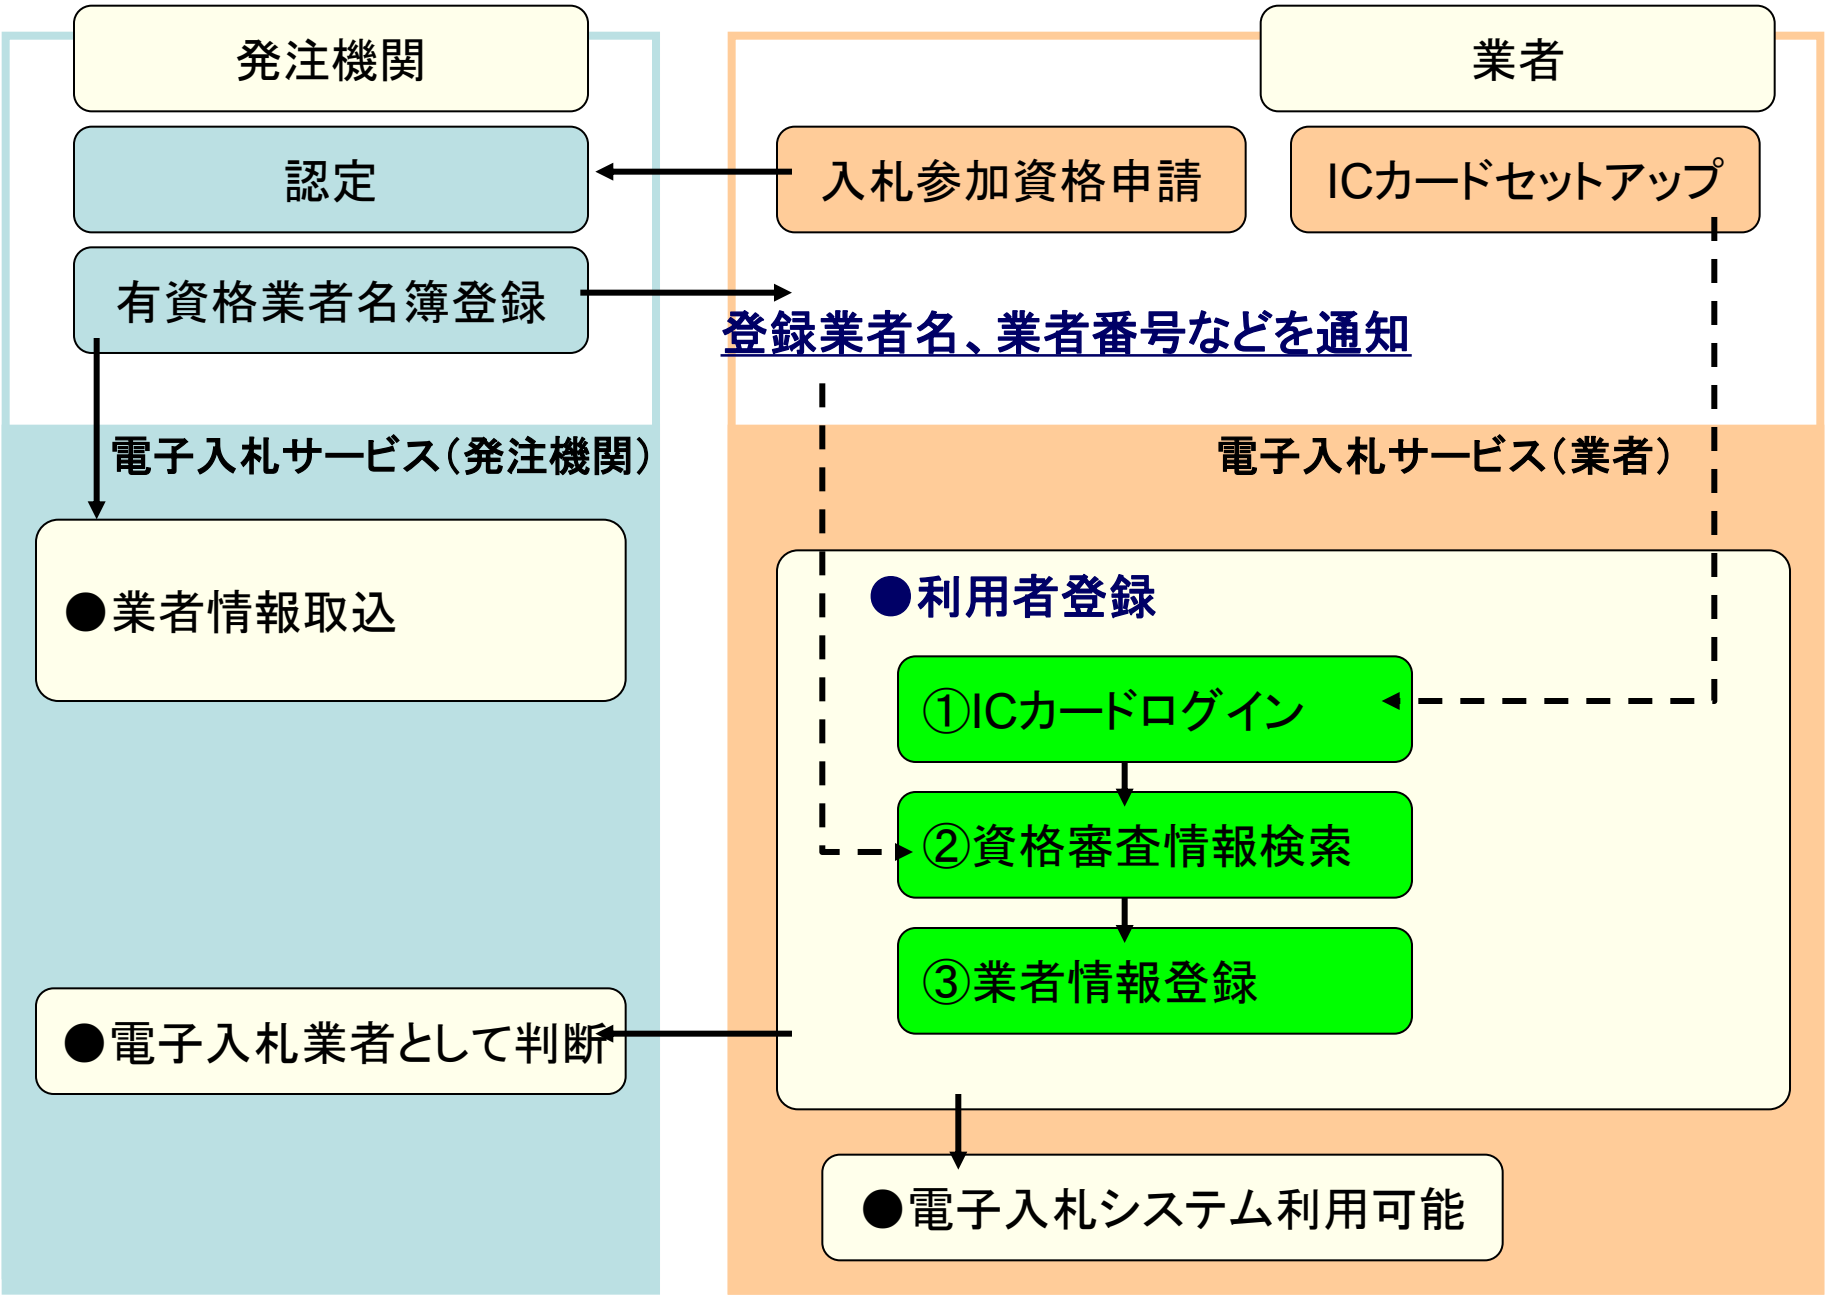 発注機関
業者
認定
入札参加資格申請
ICカードセットアップ
有資格業者名簿登録
登録業者名、業者番号などを通知
電子入札サービス（発注機関）
電子入札サービス（業者）
●業者情報取込
●利用者登録
①ICカードログイン
②資格審査情報検索
③業者情報登録
●電子入札業者として判断
●電子入札システム利用可能